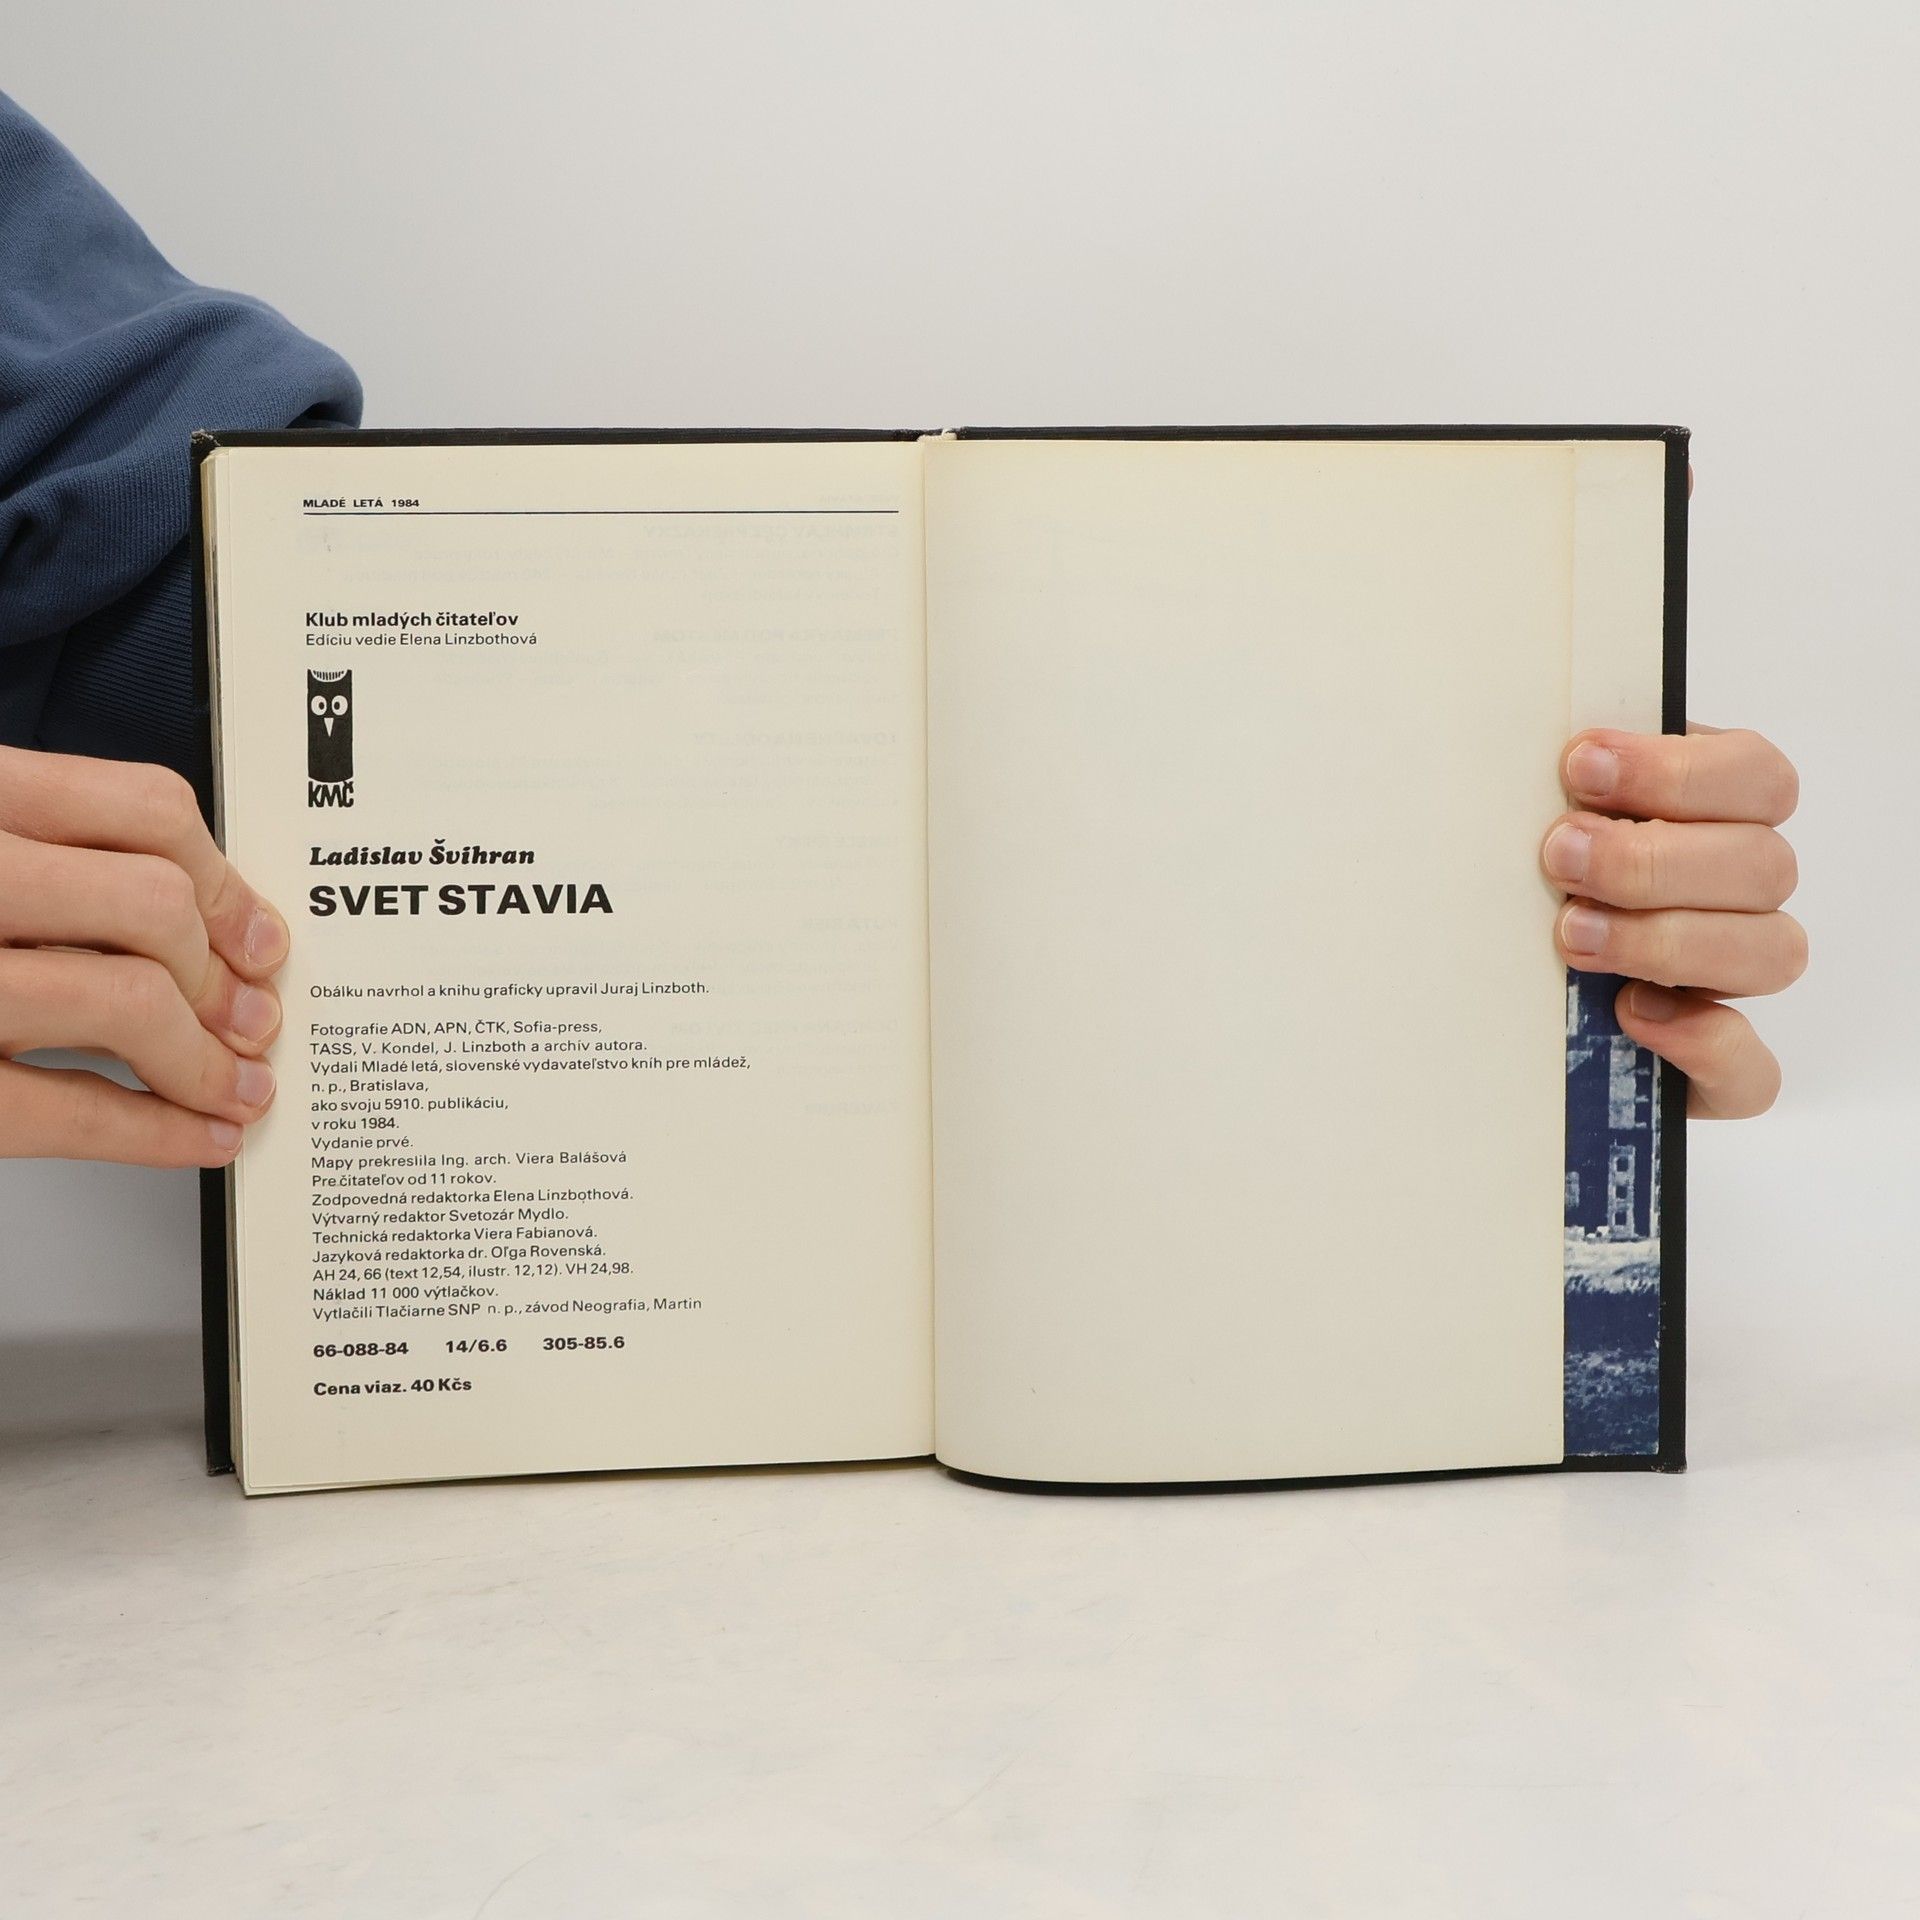 MLADÉ LETÁ 1984
Klub mladých čitateľov
Edíciu vedie Elena Linzbothová
KMČ
Ladislav Švihran
SVET STAVIA
Obálku navrhol a knihu graficky upravil Juraj Linzboth.
Fotografie ADN, APN, ČTK, Sofia-press,
TASS, V. Kondel, J. Linzboth a archív autora.
Vydali Mladé letá, slovenské vydavateľstvo kníh pre mládež,
n. p., Bratislava,
ako svoju 5910. publikáciu,
v roku 1984.
Vydanie prvé.
Mapy prekreslila Ing. arch. Viera Balášová
Pre čitateľov od 11 rokov.
Zodpovedná redaktorka Elena Linzbothová.
Výtvarný redaktor Svetozár Mydlo.
Technická redaktorka Viera Fabianová.
Jazyková redaktorka dr. Oľga Rovenská.
AH 24, 66 (text 12,54, ilustr. 12,12). VH 24,98.
Náklad 11 000 výtlačkov.
Vytlačili Tlačiarne SNP n. p., závod Neografia, Martin
66-088-84 14/6.6 305-85.6
Cena viaz. 40 Kčs